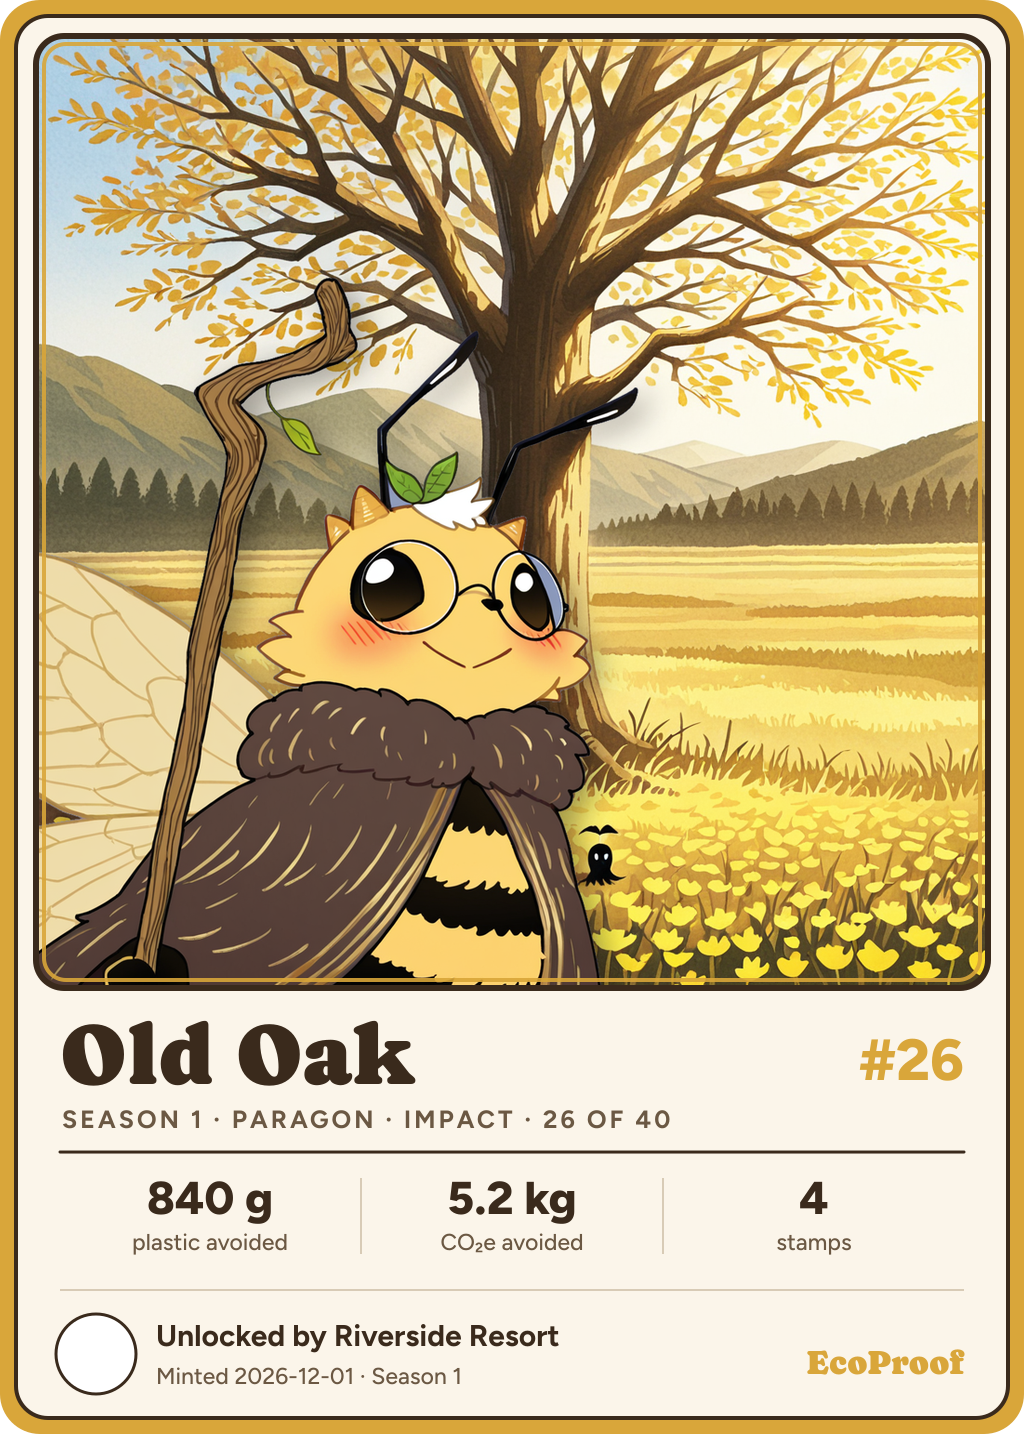 Old Oak
#26
SEASON 1 · PARAGON · IMPACT · 26 OF 40
840 g
plastic avoided
5.2 kg
CO₂e avoided
4
stamps
Unlocked by Riverside Resort
Minted 2026-12-01 · Season 1
EcoProof